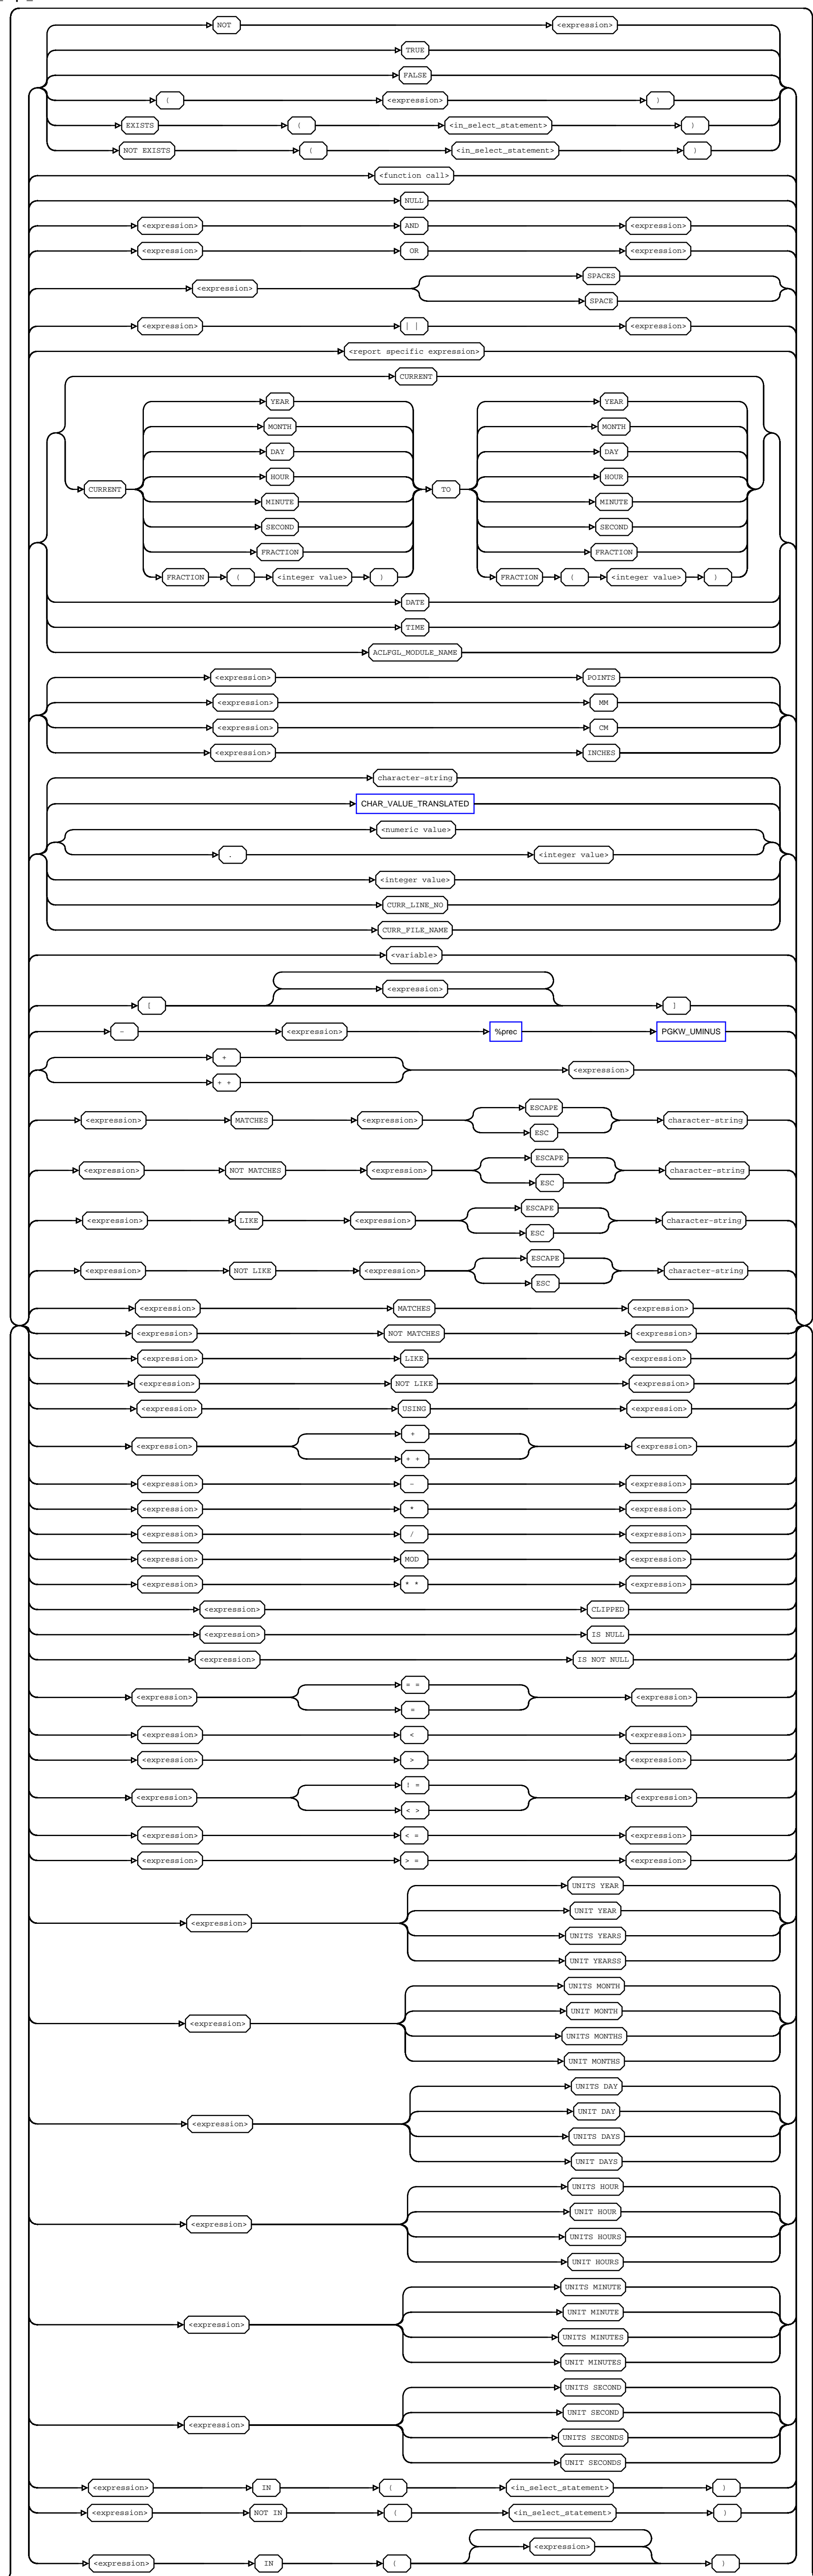 NOT <expression>
TRUE
FALSE
( <expression> )
EXISTS ( <in_select_statement> )
NOT EXISTS ( <in_select_statement> )
<function call>
NULL
<expression> AND <expression>
<expression> OR <expression>
SPACES
<expression>
SPACE
<expression> | | <expression>
<report specific expression>
CURRENT
YEAR YEAR
MONTH MONTH
DAY DAY
HOUR HOUR
CURRENT TO
MINUTE MINUTE
SECOND SECOND
FRACTION FRACTION
FRACTION ( <integer value> ) FRACTION ( <integer value> )
DATE
TIME
ACLFGL_MODULE_NAME
<expression> POINTS
<expression> MM
<expression> CM
<expression> INCHES
character-string
CHAR_VALUE_TRANSLATED
<numeric value>
. <integer value>
<integer value>
CURR_LINE_NO
CURR_FILE_NAME
<variable>
<expression>
[ ]
- <expression> %prec PGKW_UMINUS
+
<expression>
+ +
ESCAPE
<expression> MATCHES <expression> character-string
ESC
ESCAPE
<expression> NOT MATCHES <expression> character-string
ESC
ESCAPE
<expression> LIKE <expression> character-string
ESC
ESCAPE
<expression> NOT LIKE <expression> character-string
ESC
<expression> MATCHES <expression>
<expression> NOT MATCHES <expression>
<expression> LIKE <expression>
<expression> NOT LIKE <expression>
<expression> USING <expression>
+
<expression> <expression>
+ +
<expression> - <expression>
<expression> * <expression>
<expression> / <expression>
<expression> MOD <expression>
<expression> * * <expression>
<expression> CLIPPED
<expression> IS NULL
<expression> IS NOT NULL
= =
<expression> <expression>
=
<expression> < <expression>
<expression> > <expression>
! =
<expression> <expression>
< >
<expression> < = <expression>
<expression> > = <expression>
UNITS YEAR
UNIT YEAR
<expression>
UNITS YEARS
UNIT YEARSS
UNITS MONTH
UNIT MONTH
<expression>
UNITS MONTHS
UNIT MONTHS
UNITS DAY
UNIT DAY
<expression>
UNITS DAYS
UNIT DAYS
UNITS HOUR
UNIT HOUR
<expression>
UNITS HOURS
UNIT HOURS
UNITS MINUTE
UNIT MINUTE
<expression>
UNITS MINUTES
UNIT MINUTES
UNITS SECOND
UNIT SECOND
<expression>
UNITS SECONDS
UNIT SECONDS
<expression> IN ( <in_select_statement> )
<expression> NOT IN ( <in_select_statement> )
<expression>
<expression> IN ( )